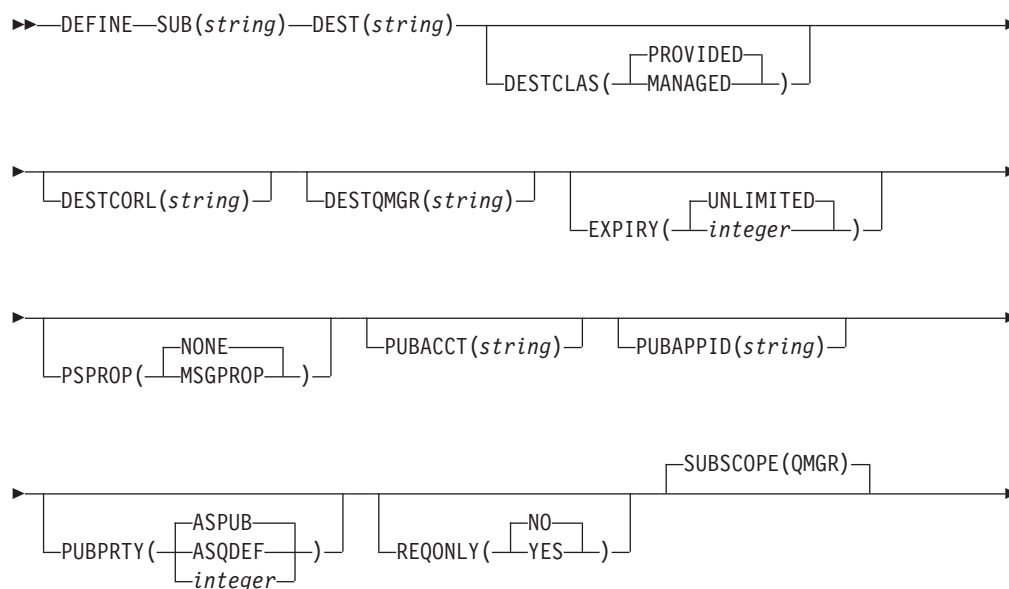 DEFINE SUB(string) DEST(string)
PROVIDED
DESTCLAS( MANAGED )
DESTCORL(string) DESTQMGR(string)
UNLIMITED
EXPIRY( integer )
NONE
PSPROP( MSGPROP )
PUBACCT(string) PUBAPPID(string)
SUBSCOPE(QMGR)
ASPUB
PUBPRTY( ASQDEF )
integer
NO
REQONLY( YES )